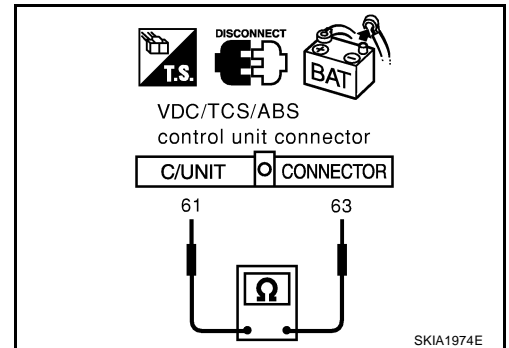 DISCONNECT
T.S.
BAT
VDC/TCS/ABS
control unit connector
C/UNIT CONNECTOR
61 63
Ω
SKIA1974E